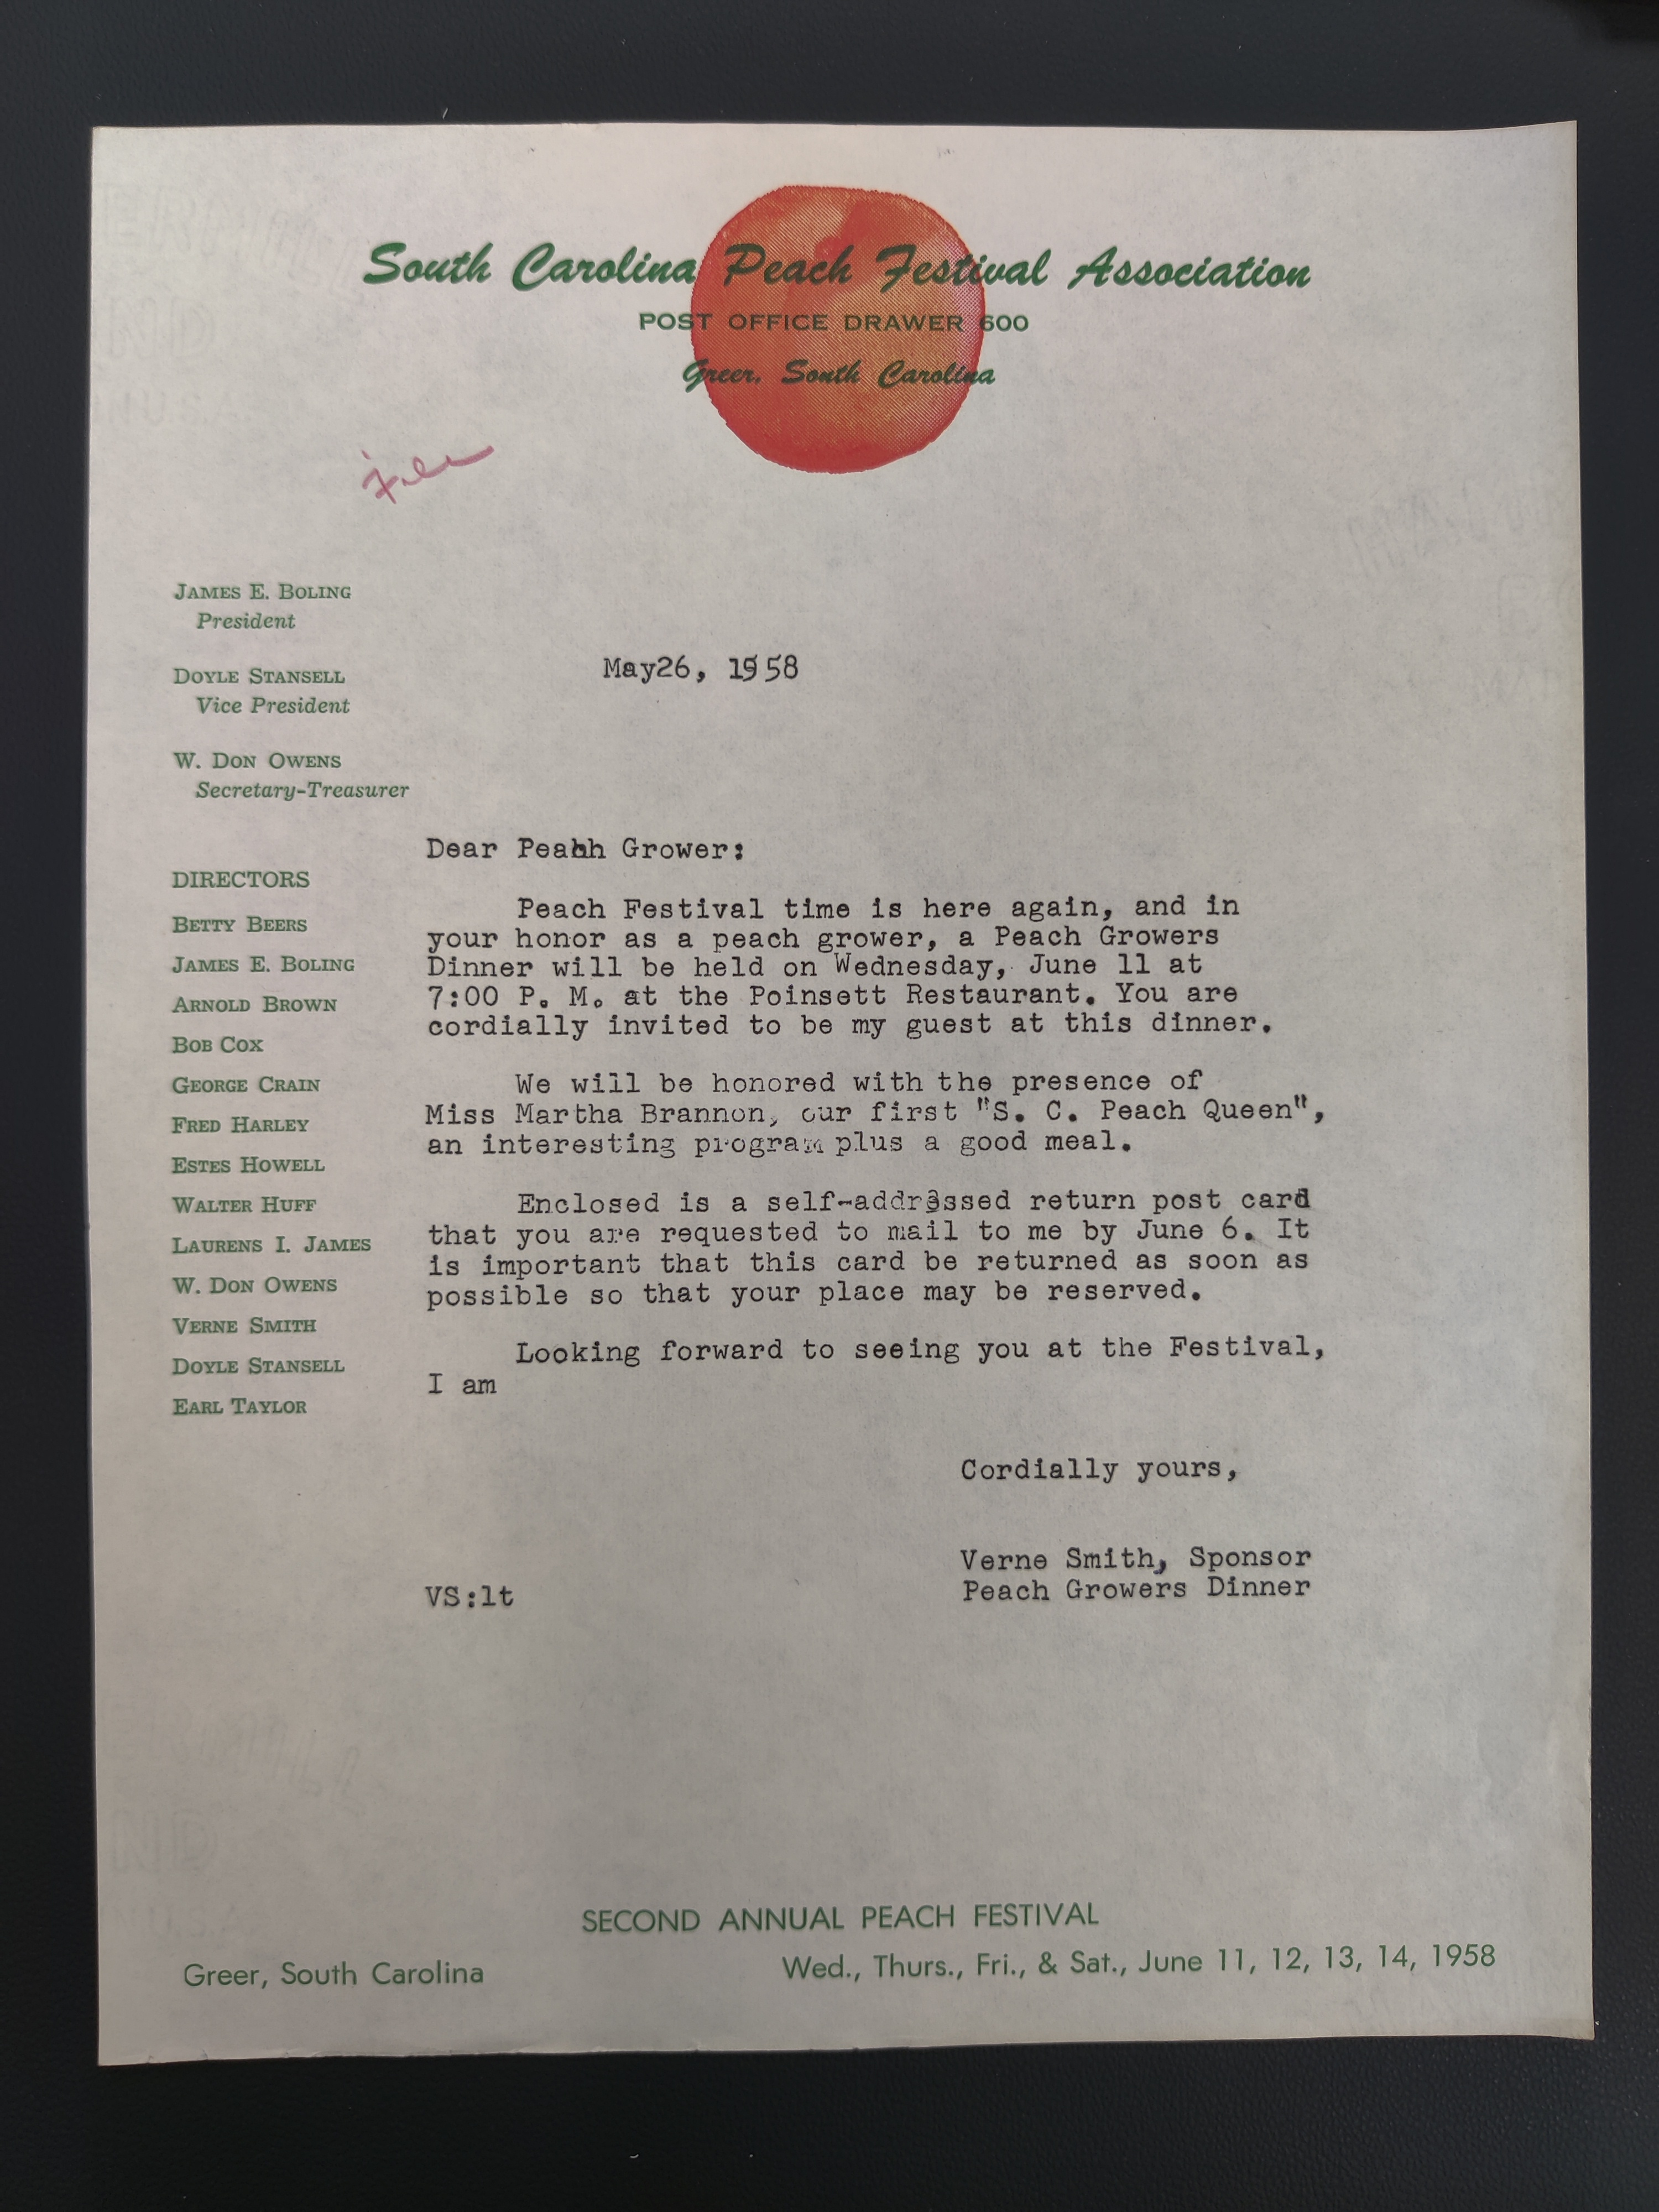 South Carolina Peach Festival Association
POST OFFICE DRAWER 600
Greer, South Carolina
JAMES E. BOLING
President
DOYLE STANSELL
Vice President
W. DON OWENS
Secretary-Treasurer
DIRECTORS
BETTY BEERS
JAMES E. BOLING
ARNOLD BROWN
BOB COX
GEORGE CRAIN
FRED HARLEY
ESTES HOWELL
WALTER HUFF
LAURENS I. JAMES
W. DON OWENS
VERNE SMITH
DOYLE STANSELL
EARL TAYLOR
May26, 1958
Dear Peahh Grower:
Peach Festival time is here again, and in
your honor as a peach grower, a Peach Growers
Dinner will be held on Wednesday, June 11 at
7:00 P. M. at the Poinsett Restaurant. You are
cordially invited to be my guest at this dinner.
We will be honored with the presence of
Miss Martha Brannon, our first "S. C. Peach Queen",
an interesting program plus a good meal.
Enclosed is a self-addressed return post card
that you are requested to mail to me by June 6. It
is important that this card be returned as soon as
possible so that your place may be reserved.
Looking forward to seeing you at the Festival,
I am
Cordially yours,
Verne Smith, Sponsor
Peach Growers Dinner
VS:lt
SECOND ANNUAL PEACH FESTIVAL
Greer, South Carolina
Wed., Thurs., Fri., & Sat., June 11, 12, 13, 14, 1958